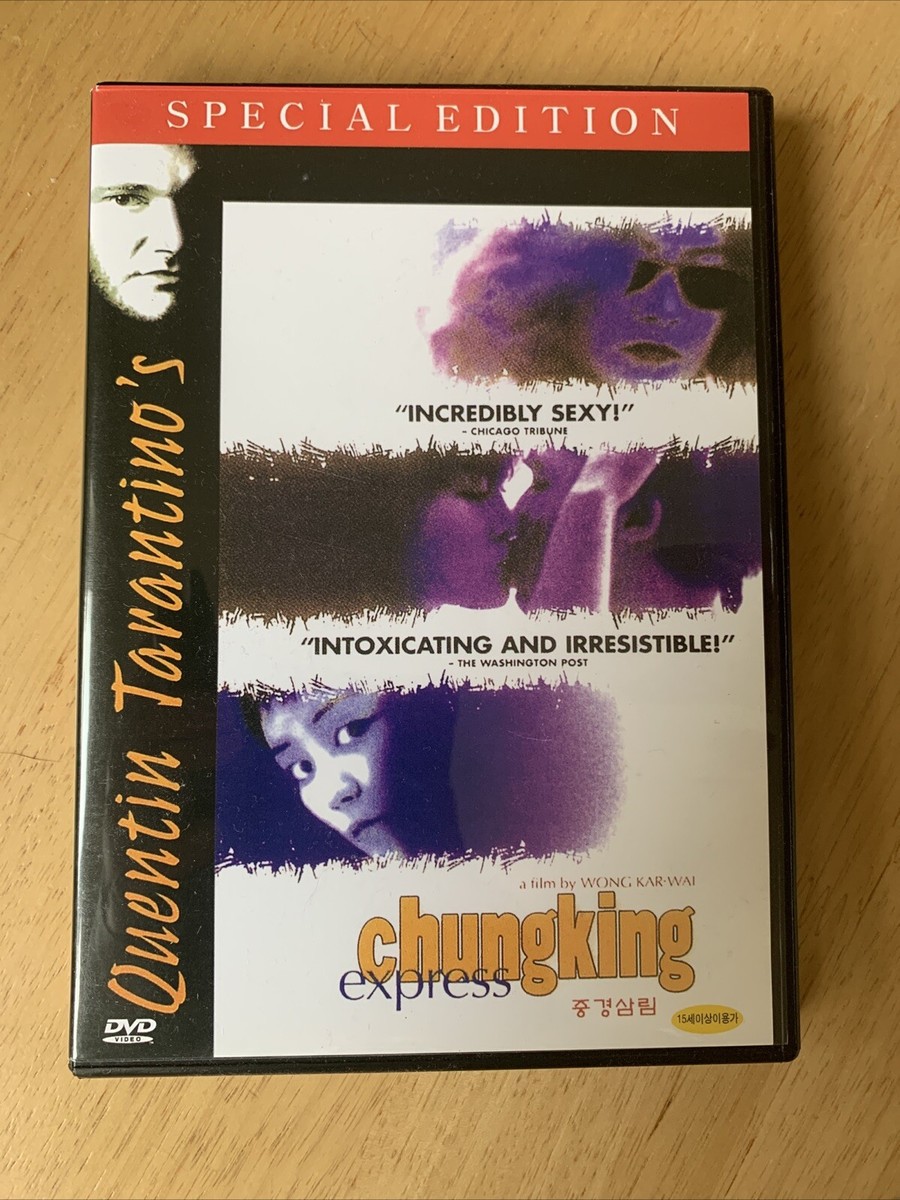 SPECIAL EDITION
Quentin Tarantino's
"INCREDIBLY SEXY!"
– CHICAGO TRIBUNE
"INTOXICATING AND IRRESISTIBLE!"
– THE WASHINGTON POST
a film by WONG KAR-WAI
chungking
express
중경삼림
15세이상이용가
DVD
VIDEO